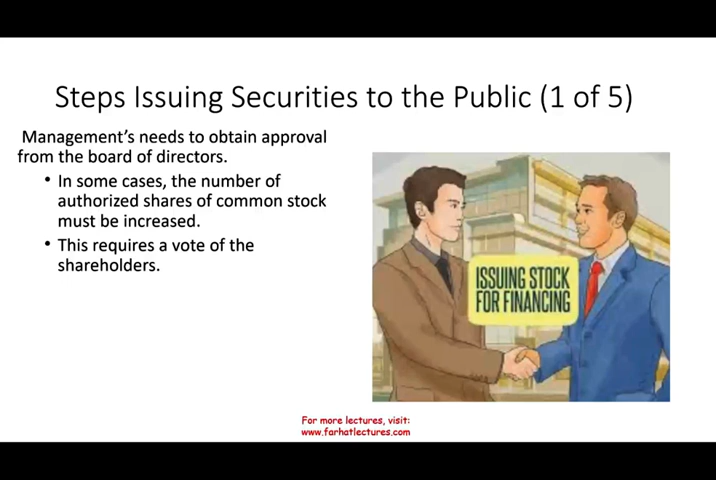 Steps Issuing Securities to the Public (1 of 5)
Management's needs to obtain approval
from the board of directors.
• In some cases, the number of
authorized shares of common stock
must be increased.
• This requires a vote of the
shareholders.
ISSUING STOCK
FOR FINANCING
For more lectures, visit:
www.farhatlectures.com